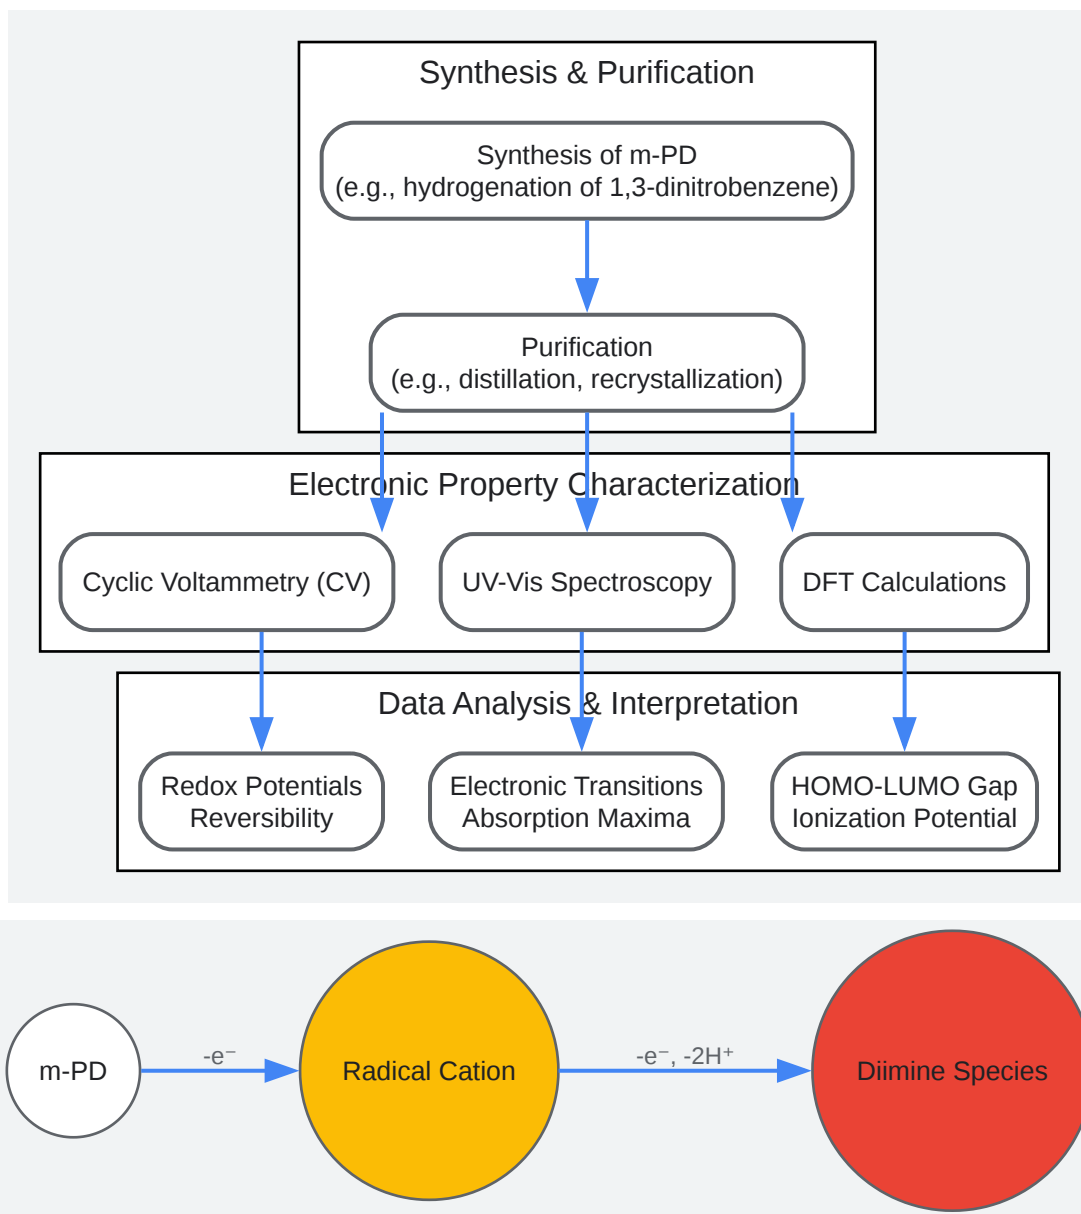 Synthesis & Purification
Synthesis of m-PD
(e.g., hydrogenation of 1,3-dinitrobenzene)
Purification
(e.g., distillation, recrystallization)
Electronic Property Characterization
Cyclic Voltammetry (CV)
UV-Vis Spectroscopy
DFT Calculations
Data Analysis & Interpretation
Redox Potentials
Reversibility
Electronic Transitions
Absorption Maxima
HOMO-LUMO Gap
Ionization Potential
m-PD
-e⁻
Radical Cation
-e⁻, -2H⁺
Diimine Species